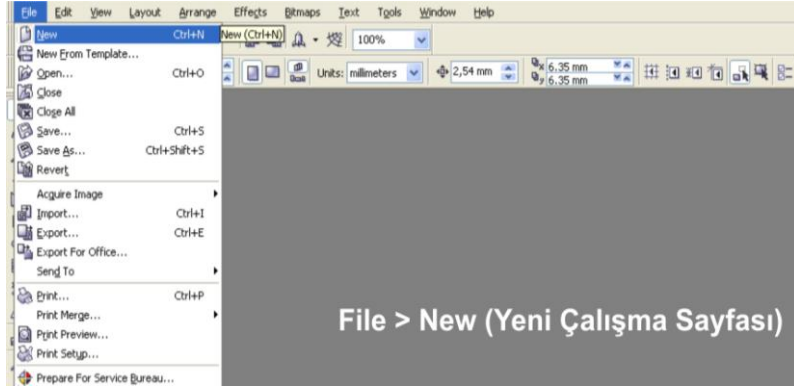 File Edit View Layout Arrange Effects Bitmaps Text Tools Window Help
New Ctrl+N
New (Ctrl+N)
100%
New From Template...
Open... Ctrl+O
Units: millimeters 2,54 mm x 6.35 mm
y 6.35 mm
Close
Close All
Save... Ctrl+S
Save As... Ctrl+Shift+S
Revert
Acquire Image
Import... Ctrl+I
Export... Ctrl+E
Export For Office...
Send To
Print... Ctrl+P
Print Merge...
Print Preview...
Print Setup...
Prepare For Service Bureau...
File > New (Yeni Çalışma Sayfası)